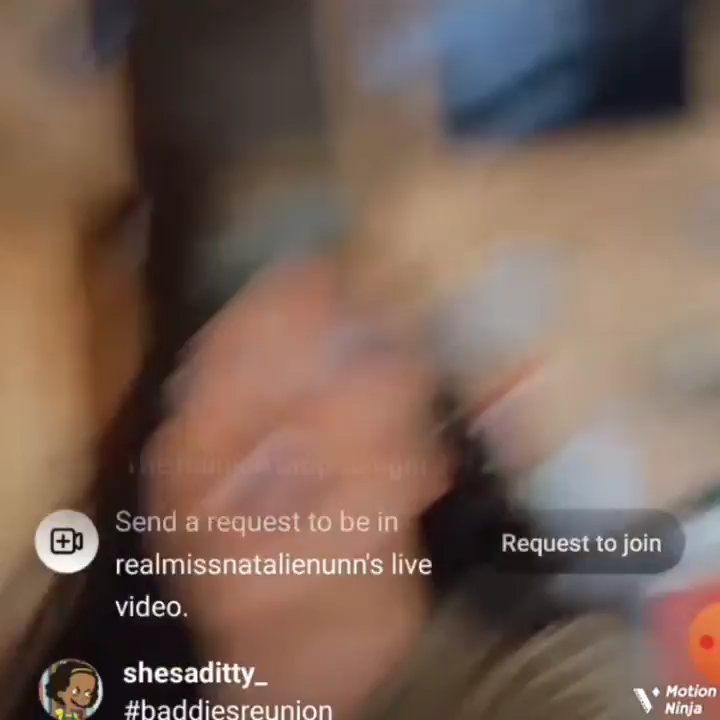 Send a request to be in
realmissnatalienunn's live
video.
Request to join
shesaditty_
#baddiesreunion
Motion
Ninja